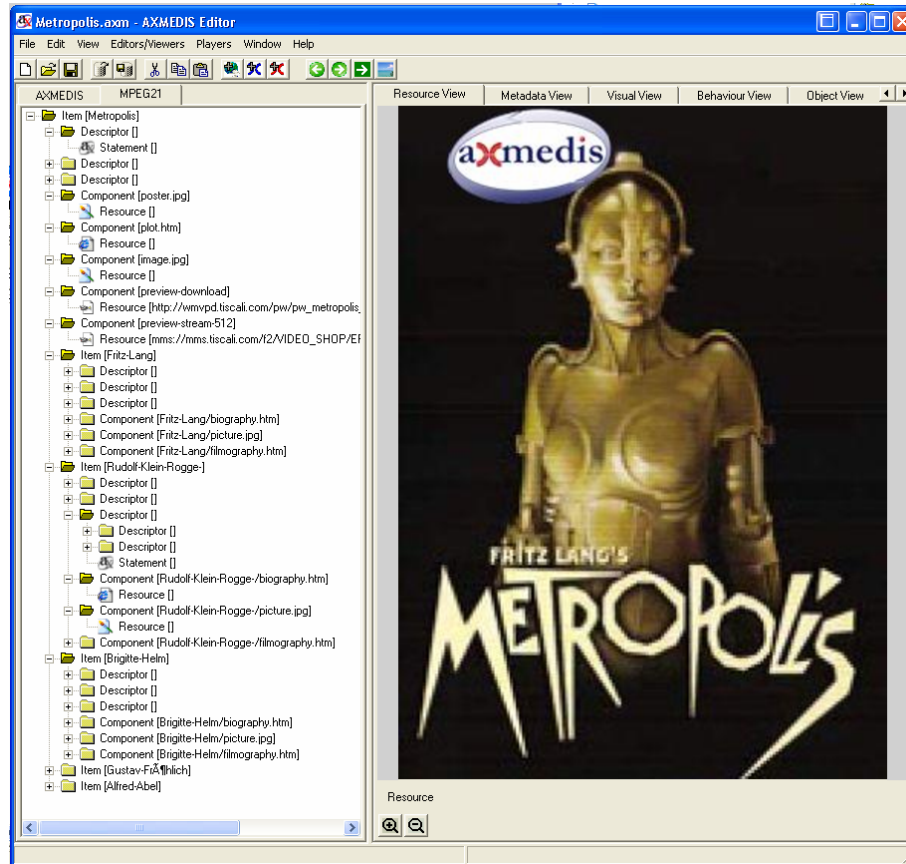 Metropolis.axm - AXMEDIS Editor
File Edit View Editors/Viewers Players Window Help
AXMEDIS MPEG21
Resource View Metadata View Visual View Behaviour View Object View
Item [Metropolis]
Descriptor []
Statement []
Descriptor []
Descriptor []
Component [poster.jpg]
Resource []
Component [plot.htm]
Resource []
Component [image.jpg]
Resource []
Component [preview-download]
Resource [http://wmvpd.tiscali.com/pw/pw_metropolis_
Component [preview-stream-512]
Resource [mms://mms.tiscali.com/f2/VIDEO_SHOP/EF
Item [Fritz-Lang]
Descriptor []
Descriptor []
Descriptor []
Component [Fritz-Lang/biography.htm]
Component [Fritz-Lang/picture.jpg]
Component [Fritz-Lang/filmography.htm]
Item [Rudolf-Klein-Rogge-]
Descriptor []
Descriptor []
Descriptor []
Descriptor []
Descriptor []
Statement []
Component [Rudolf-Klein-Rogge-/biography.htm]
Resource []
Component [Rudolf-Klein-Rogge-/picture.jpg]
Resource []
Component [Rudolf-Klein-Rogge-/filmography.htm]
Item [Brigitte-Helm]
Descriptor []
Descriptor []
Descriptor []
Component [Brigitte-Helm/biography.htm]
Component [Brigitte-Helm/picture.jpg]
Component [Brigitte-Helm/filmography.htm]
Item [Gustav-FrÃ¶hlich]
Item [Alfred-Abel]
axmedis
FRITZ LANG'S
METROPOLIS
Resource